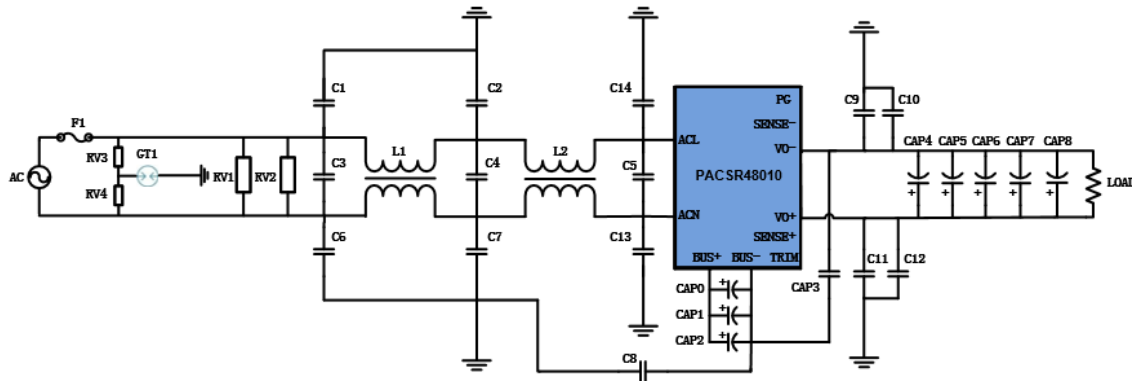 C1
C2
C14
PG
C9
C10
F1
SENSE-
RV3
GT1
L1
L2
ACL
VO-
CAP4
CAP5
CAP6
CAP7
CAP8
AC
RV1
RV2
C3
C4
C5
PACSR48010
LOAD
RV4
ACN
VO+
C6
C7
C13
SENSE+
BUS+
BUS-
TRIM
C11
C12
CAP0
CAP3
CAP1
CAP2
C8
+
+
+
+
+
+
+
+